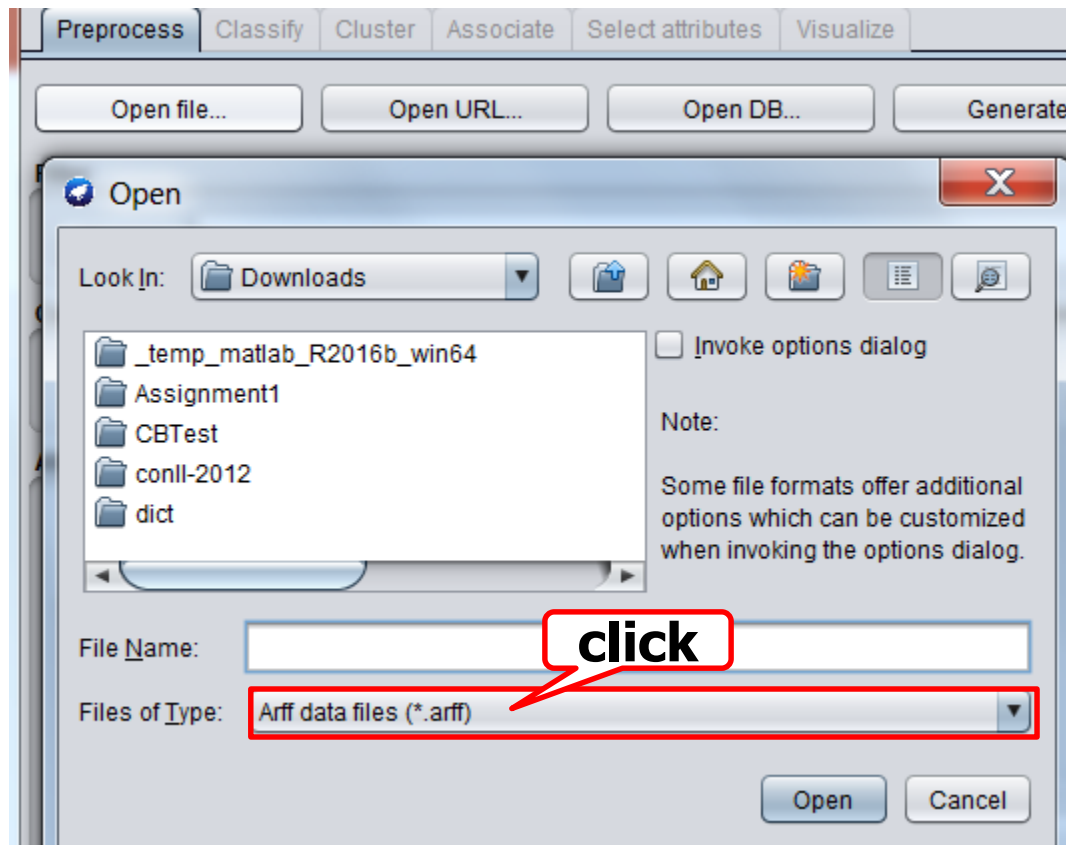 Preprocess Classify Cluster Associate Select attributes Visualize
Open file... Open URL... Open DB... Generate
Open
Look In: Downloads
_temp_matlab_R2016b_win64
Assignment1
CBTest
conll-2012
dict
Invoke options dialog
Note:
Some file formats offer additional
options which can be customized
when invoking the options dialog.
File Name:
click
Files of Type: Arff data files (*.arff)
Open Cancel